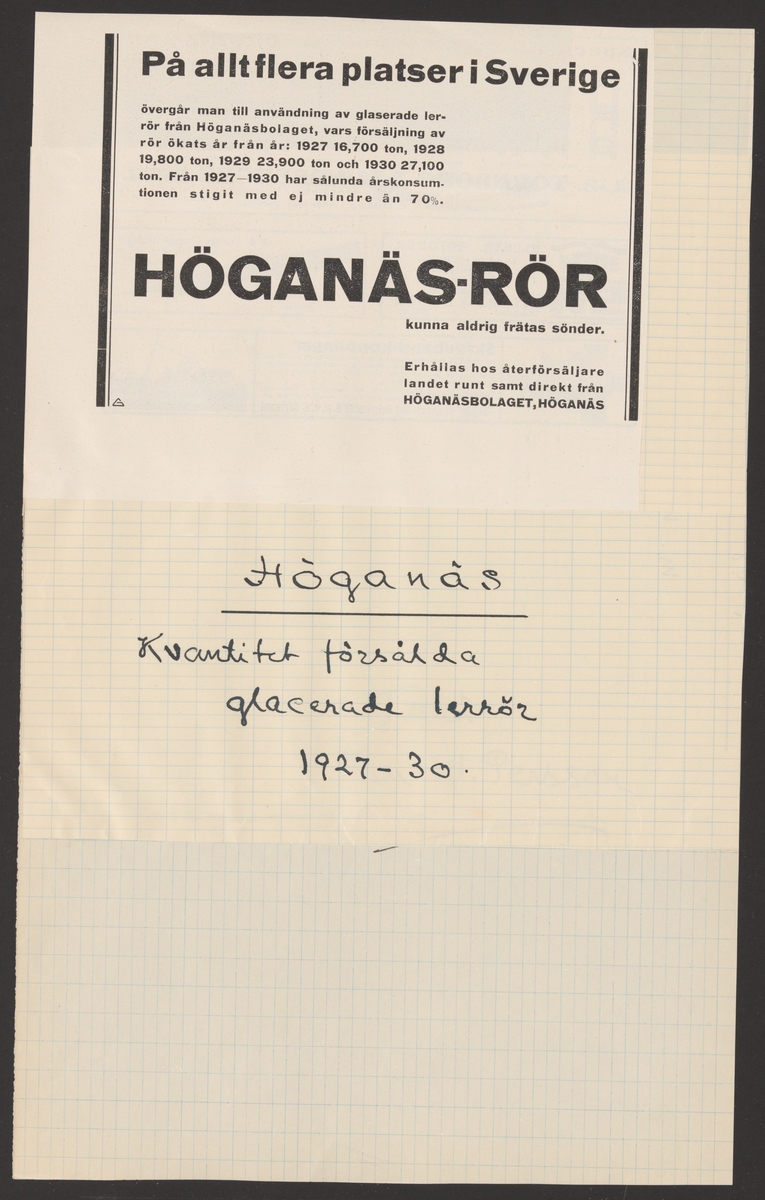 På allt flera platser i Sverige
övergår man till användning av glaserade ler-
rör från Höganäsbolaget, vars försäljning av
rör ökats år från år: 1927 16,700 ton, 1928
19,800 ton, 1929 23,900 ton och 1930 27,100
ton. Från 1927—1930 har sålunda årskonsum-
tionen stigit med ej mindre än 70%.
HÖGANÄS-RÖR
kunna aldrig frätas sönder.
Erhållas hos återförsäljare
landet runt samt direkt från
HÖGANÄSBOLAGET, HÖGANÄS
Höganäs
Kvantitet försålda
glacerade lerrör
1927-30.